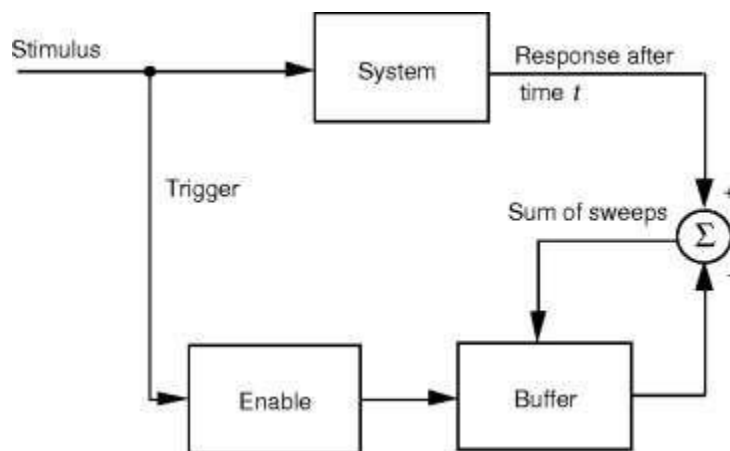 Stimulus
System
Response after
time t
Trigger
Sum of sweeps
+
Σ
Enable
Buffer